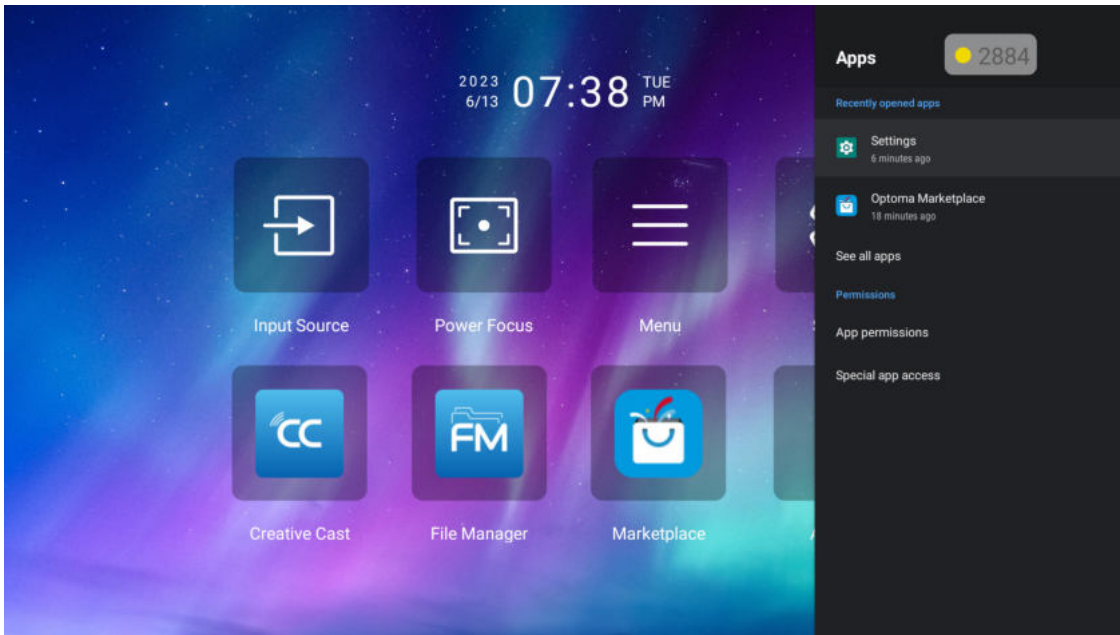 2023
6/13
07:38
TUE
PM
Input Source
Power Focus
Menu
CC
FM
Creative Cast
File Manager
Marketplace
Apps
2884
Recently opened apps
Settings
6 minutes ago
Optoma Marketplace
18 minutes ago
See all apps
Permissions
App permissions
Special app access